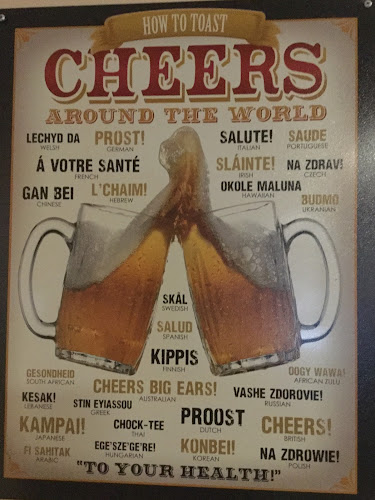 HOW TO TOAST
CHEERS
AROUND THE WORLD
LECHYD DA
WELSH
PROST!
GERMAN
SALUTE!
ITALIAN
SAUDE
PORTUGUESE
Á VOTRE SANTÉ
FRENCH
SLÁINTE!
IRISH
NA ZDRAV!
CZECH
GAN BEI
CHINESE
L'CHAIM!
HEBREW
OKOLE MALUNA
HAWAIIAN
BUDMO
UKRANIAN
SKÅL
SWEDISH
SALUD
SPANISH
KIPPIS
FINNISH
GESONDHEID
SOUTH AFRICAN
CHEERS BIG EARS!
AUSTRALIAN
OOGY WAWA!
AFRICAN ZULU
KESAK!
LEBANESE
STIN EYIASSOU
GREEK
VASHE ZDOROVIE!
RUSSIAN
KAMPAI!
JAPANESE
CHOCK-TEE
THAI
PROOST
DUTCH
CHEERS!
BRITISH
FI SAHITAK
ARABIC
EGE'SZE'GE'RE!
HUNGARIAN
KONBEI!
KOREAN
NA ZDROWIE!
POLISH
"TO YOUR HEALTH!"